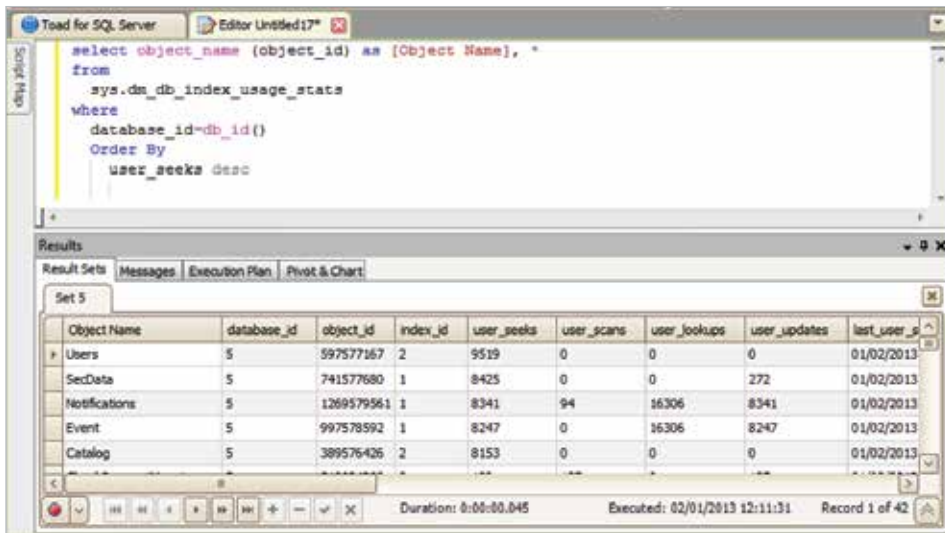 Toad for SQL Server Editor Untitled17*
Script Map
select object_name (object_id) as [Object Name], *
from
sys.dm_db_index_usage_stats
where
database_id=db_id()
Order By
user_seeks desc
Results
Result Sets Messages Execution Plan Pivot & Chart
Set 5
Object Name database_id object_id index_id user_seeks user_scans user_lookups user_updates last_user_s
Users 5 597577167 2 9519 0 0 0 01/02/2013
SecData 5 741577680 1 8425 0 0 272 01/02/2013
Notifications 5 1269579561 1 8341 94 16306 8341 01/02/2013
Event 5 997578592 1 8247 0 16306 8247 01/02/2013
Catalog 5 389576426 2 8153 0 0 0 01/02/2013
Duration: 0:00:00.045 Executed: 02/01/2013 12:11:31 Record 1 of 42